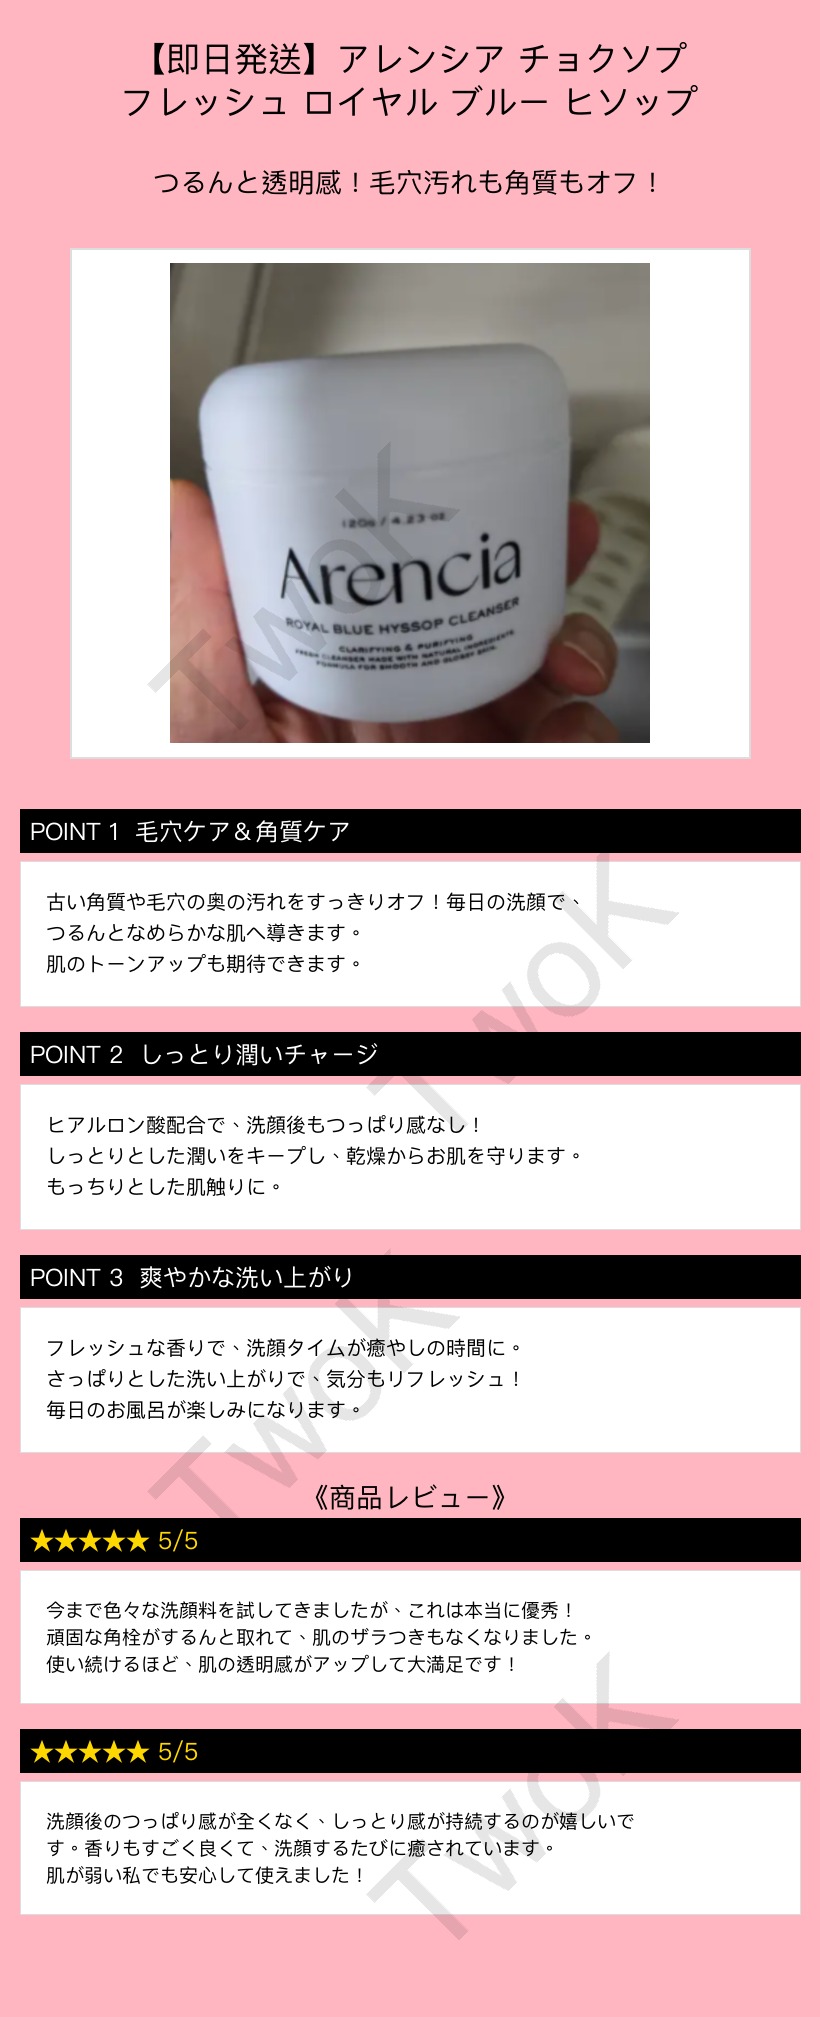 【即日発送】アレンシア チョクソプ
フレッシュ ロイヤル ブルー ヒソップ
つるんと透明感！毛穴汚れも角質もオフ！
120g / 4.23 oz
Arencia
ROYAL BLUE HYSSOP CLEANSER
CLARIFYING & PURIFYING
FRESH CLEANSER MADE WITH NATURAL INGREDIENTS
FORMULA FOR SMOOTH AND GLOSSY SKIN.
TwoK
POINT 1 毛穴ケア＆角質ケア
古い角質や毛穴の奥の汚れをすっきりオフ！毎日の洗顔で、
つるんとなめらかな肌へ導きます。
肌のトーンアップも期待できます。
TwoK
POINT 2 しっとり潤いチャージ
ヒアルロン酸配合で、洗顔後もつっぱり感なし！
しっとりとした潤いをキープし、乾燥からお肌を守ります。
もっちりとした肌触りに。
POINT 3 爽やかな洗い上がり
フレッシュな香りで、洗顔タイムが癒やしの時間に。
さっぱりとした洗い上がりで、気分もリフレッシュ！
毎日のお風呂が楽しみになります。
TwoK
《商品レビュー》
★★★★★ 5/5
今まで色々な洗顔料を試してきましたが、これは本当に優秀！
頑固な角栓がするんと取れて、肌のザラつきもなくなりました。
使い続けるほど、肌の透明感がアップして大満足です！
★★★★★ 5/5
洗顔後のつっぱり感が全くなく、しっとり感が持続するのが嬉しいで
す。香りもすごく良くて、洗顔するたびに癒されています。
肌が弱い私でも安心して使えました！
TwoK